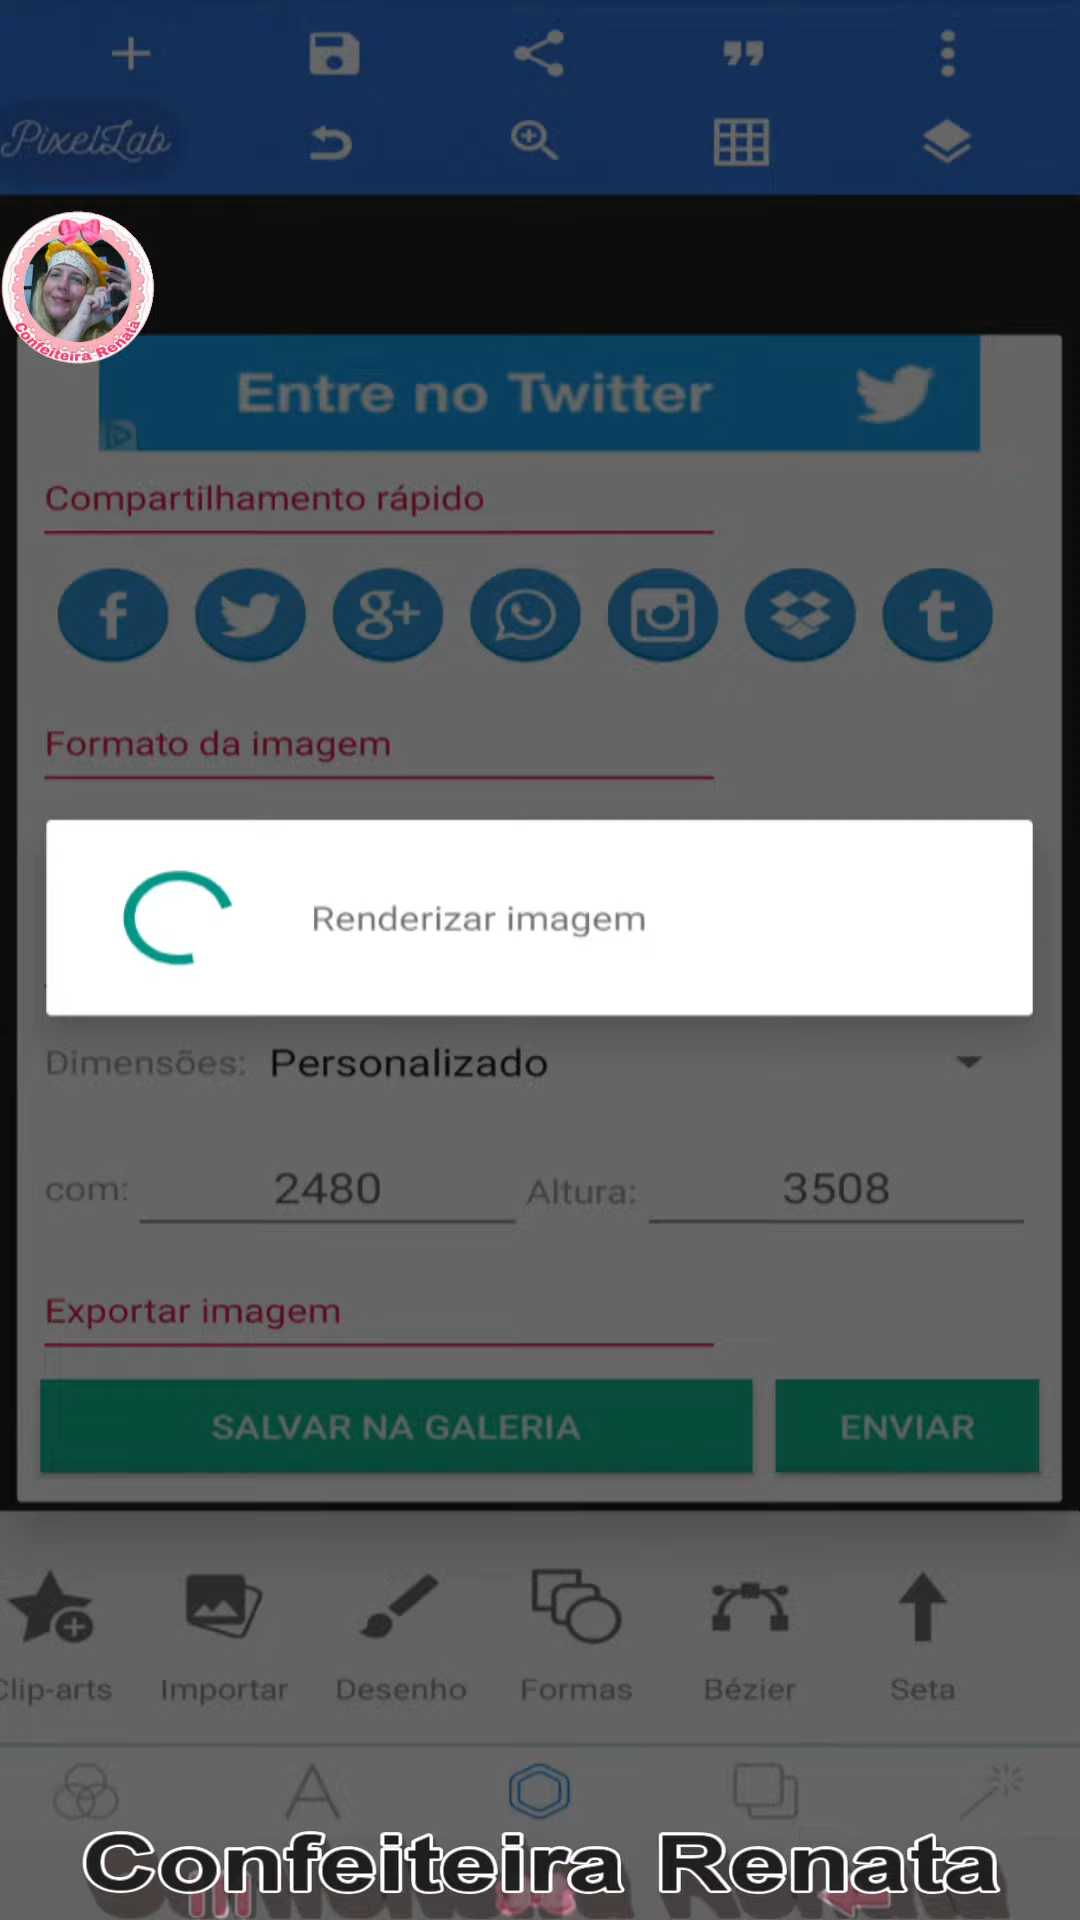 PixelLab
Confeiteira Renata
Entre no Twitter
Compartilhamento rápido
Formato da imagem
Renderizar imagem
Dimensões: Personalizado
com: 2480 Altura: 3508
Exportar imagem
SALVAR NA GALERIA ENVIAR
Clip-arts Importar Desenho Formas Bézier Seta
Confeiteira Renata